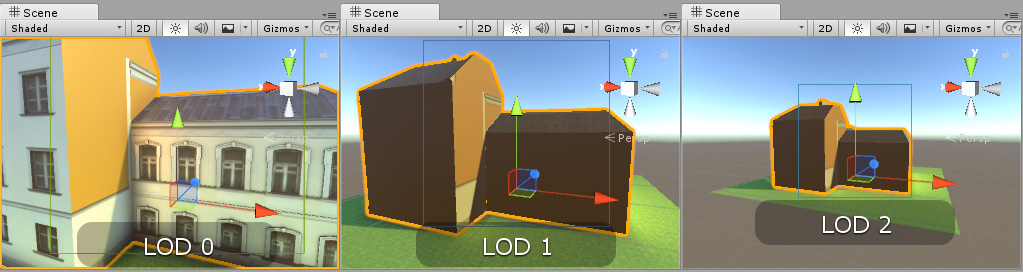 Scene
Shaded 2D Gizmos
y
x
Persp
LOD 0
Scene
Shaded 2D Gizmos
y
x
Persp
LOD 1
Scene
Shaded 2D Gizmos
y
x
Persp
LOD 2